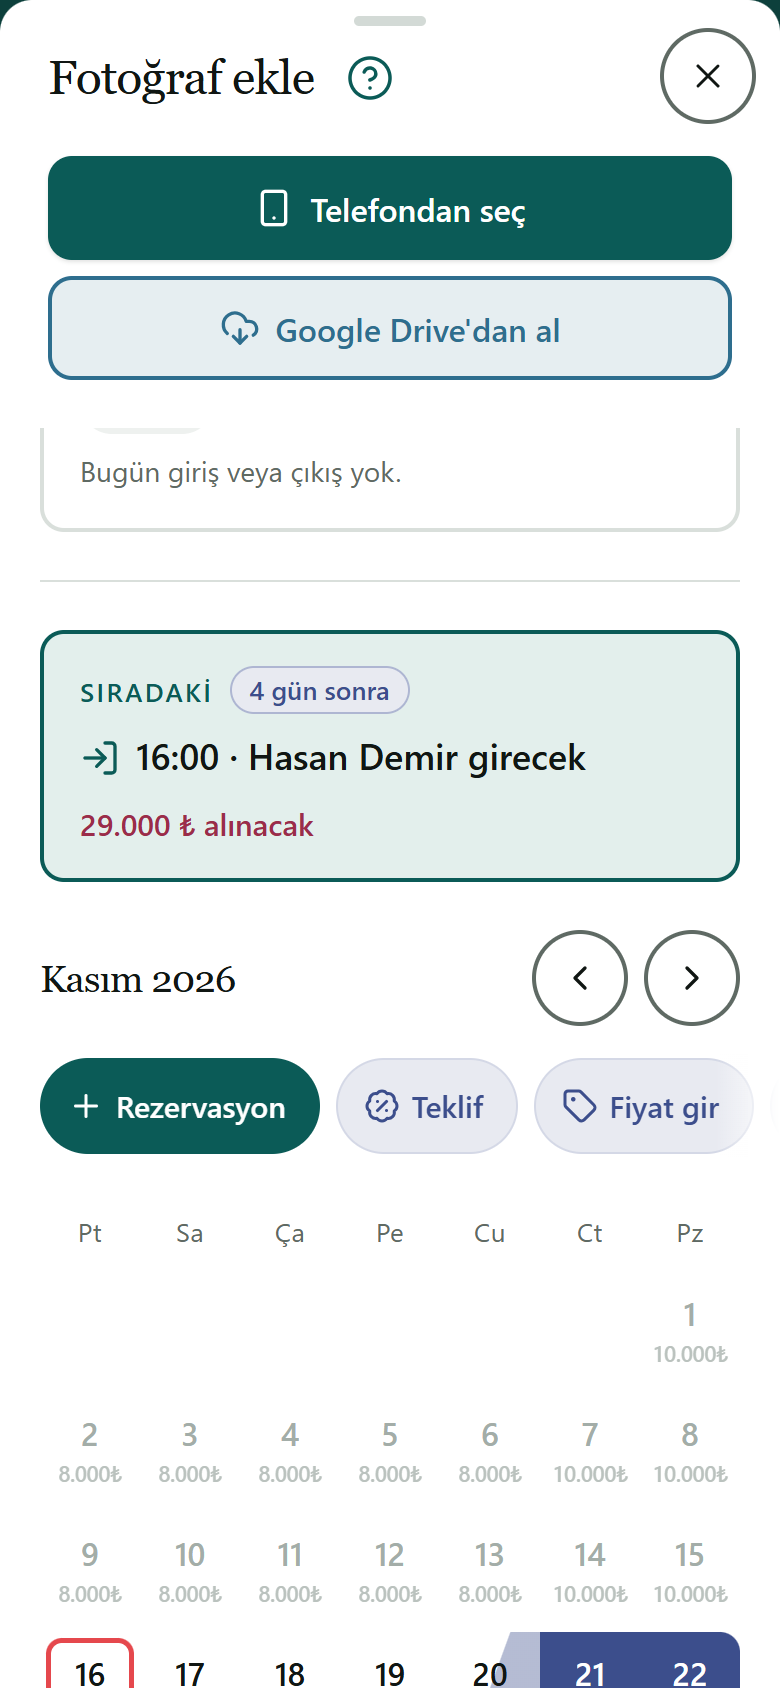 Fotoğraf ekle
Telefondan seç
Google Drive'dan al
Bugün giriş veya çıkış yok.
SIRADAKİ 4 gün sonra
16:00 · Hasan Demir girecek
29.000 ₺ alınacak
Kasım 2026
Rezervasyon Teklif Fiyat gir
Pt Sa Ça Pe Cu Ct Pz
1
10.000₺
2 3 4 5 6 7 8
8.000₺ 8.000₺ 8.000₺ 8.000₺ 8.000₺ 10.000₺ 10.000₺
9 10 11 12 13 14 15
8.000₺ 8.000₺ 8.000₺ 8.000₺ 8.000₺ 10.000₺ 10.000₺
16 17 18 19 20 21 22